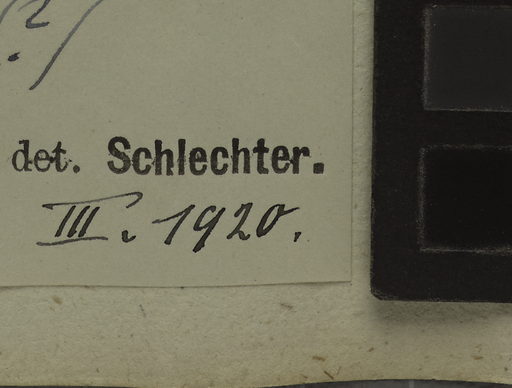 det. Schlechter.
III. 1920.